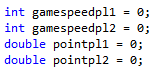 int gamespeedpl1 = 0;
int gamespeedpl2 = 0;
double pointpl1 = 0;
double pointpl2 = 0;